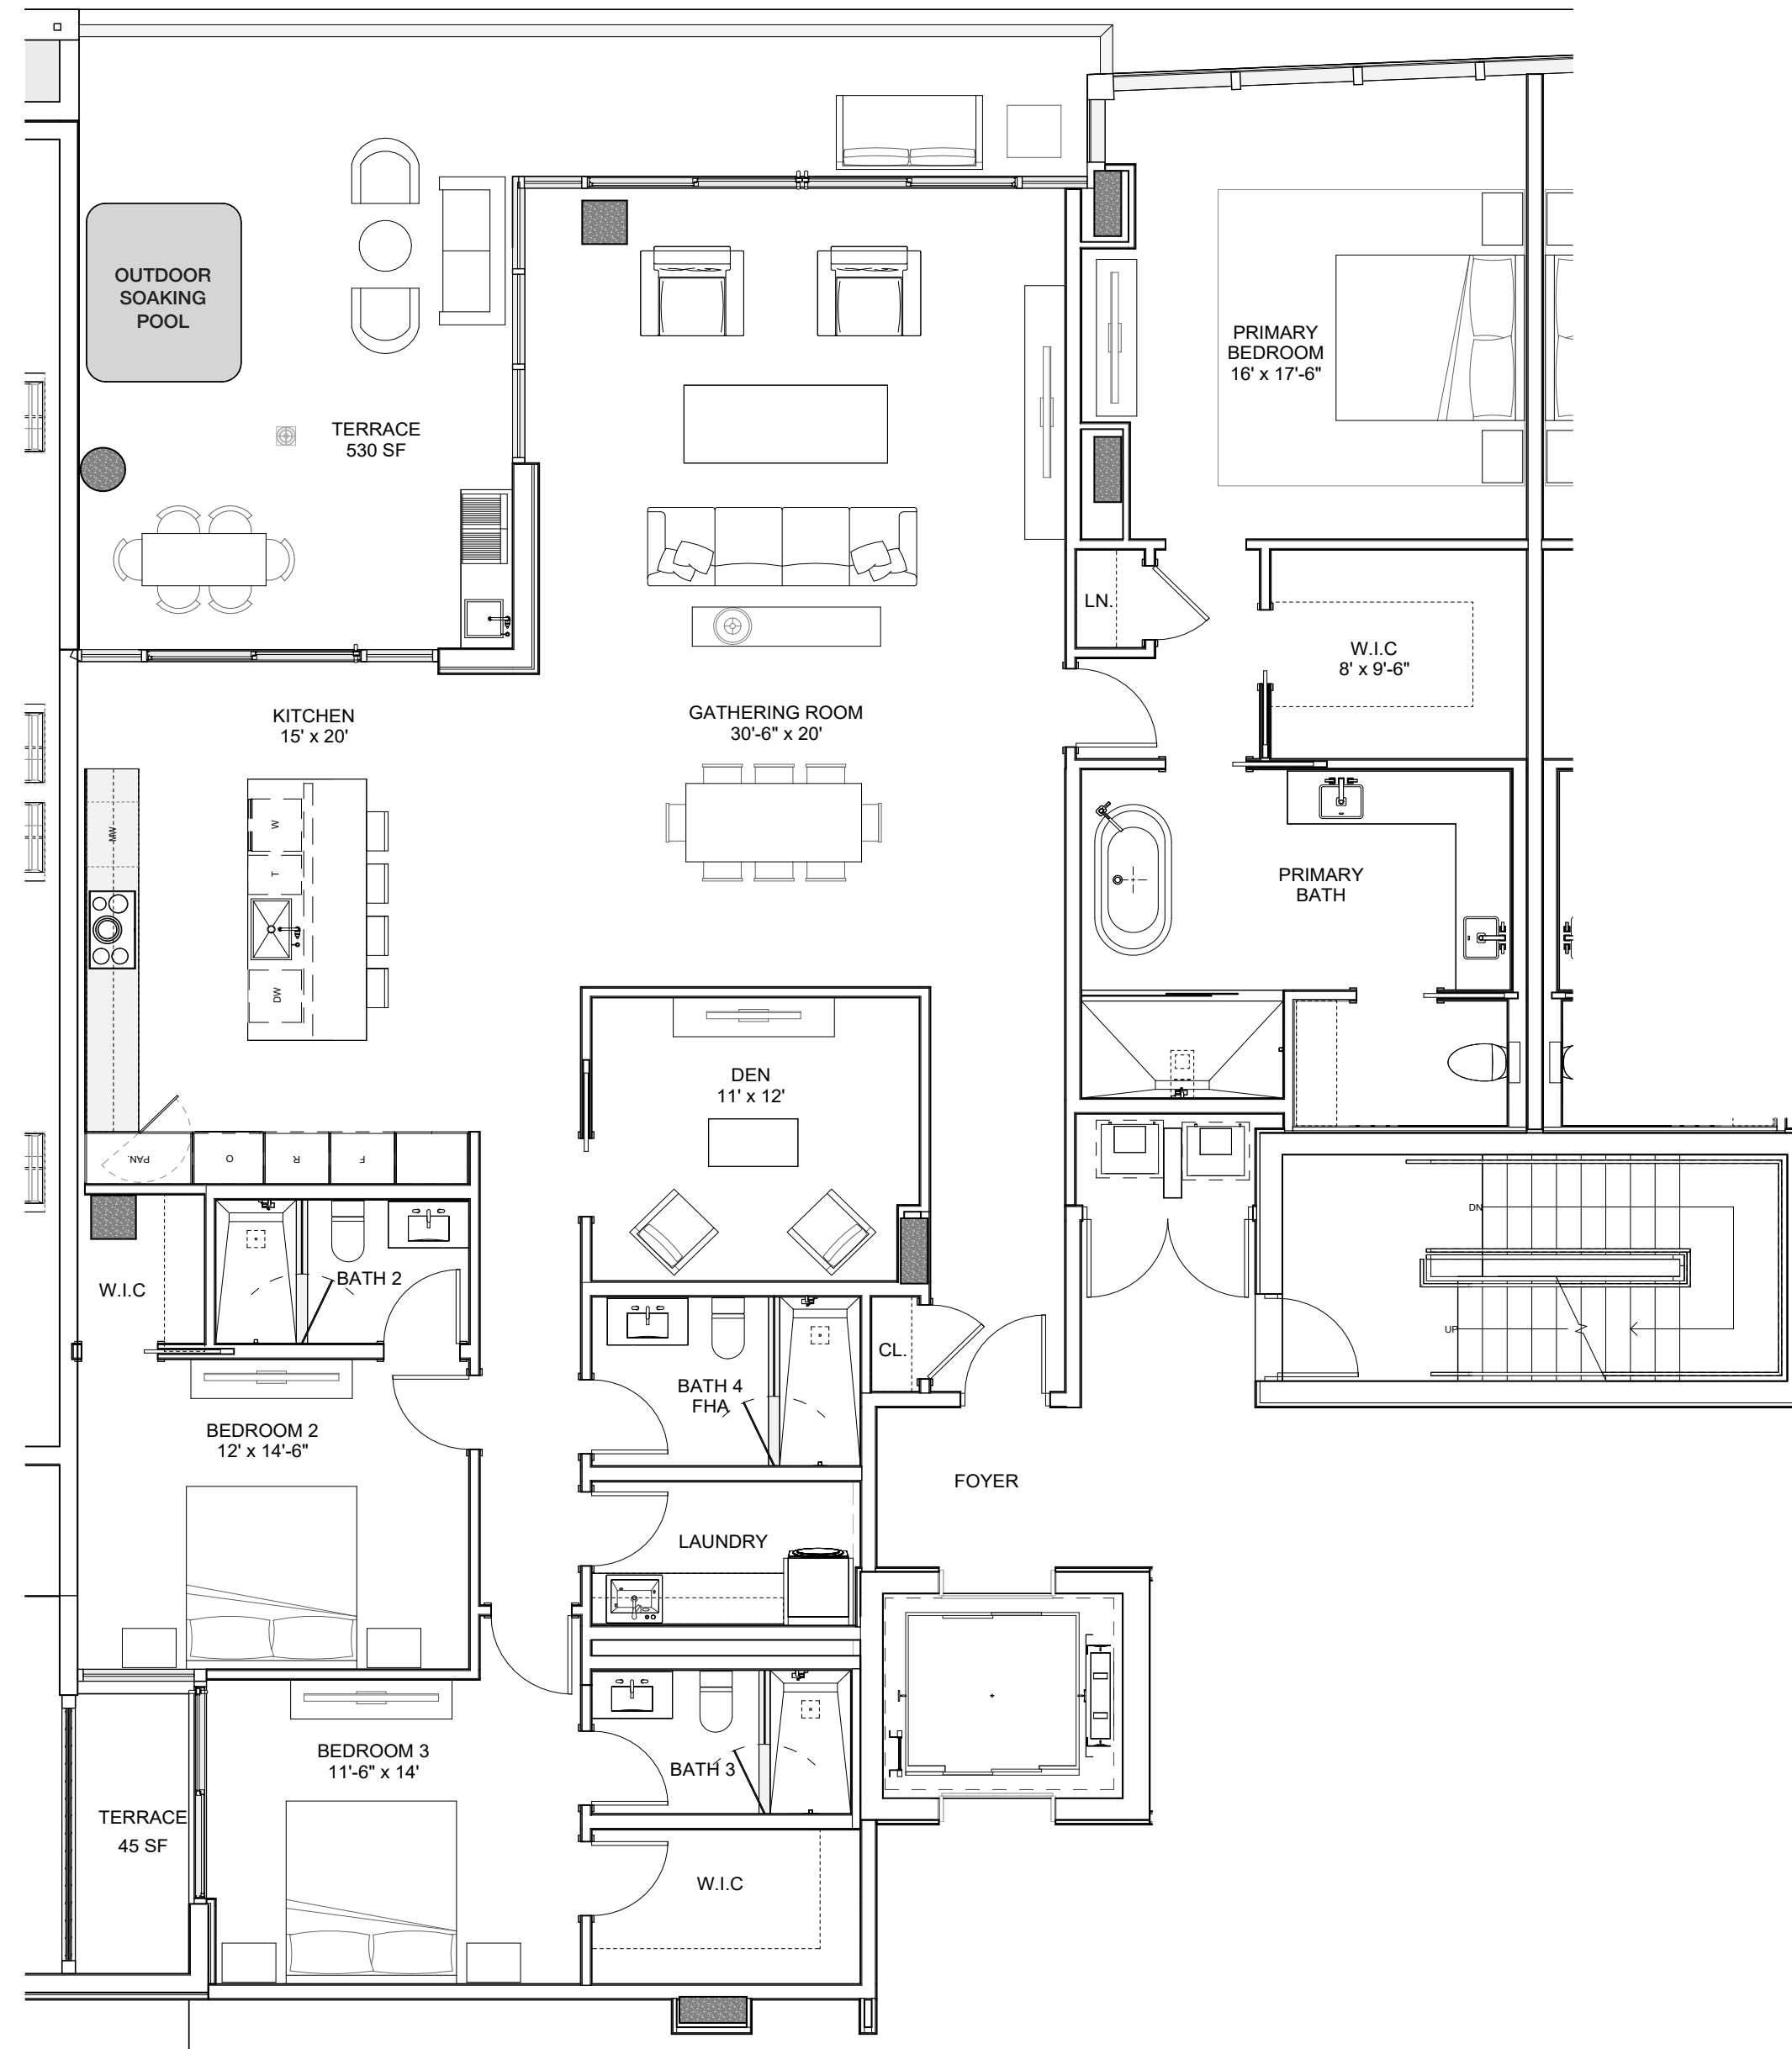 OUTDOOR
SOAKING
POOL
TERRACE
530 SF
PRIMARY
BEDROOM
16' x 17'-6"
LN.
W.I.C
8' x 9'-6"
KITCHEN
15' x 20'
GATHERING ROOM
30'-6" x 20'
MW
W
T
DW
PRIMARY
BATH
DEN
11' x 12'
PAN.
O
R
F
DN
UP
W.I.C
BATH 2
CL.
BATH 4
FHA
BEDROOM 2
12' x 14'-6"
FOYER
LAUNDRY
BEDROOM 3
11'-6" x 14'
BATH 3
TERRACE
45 SF
W.I.C